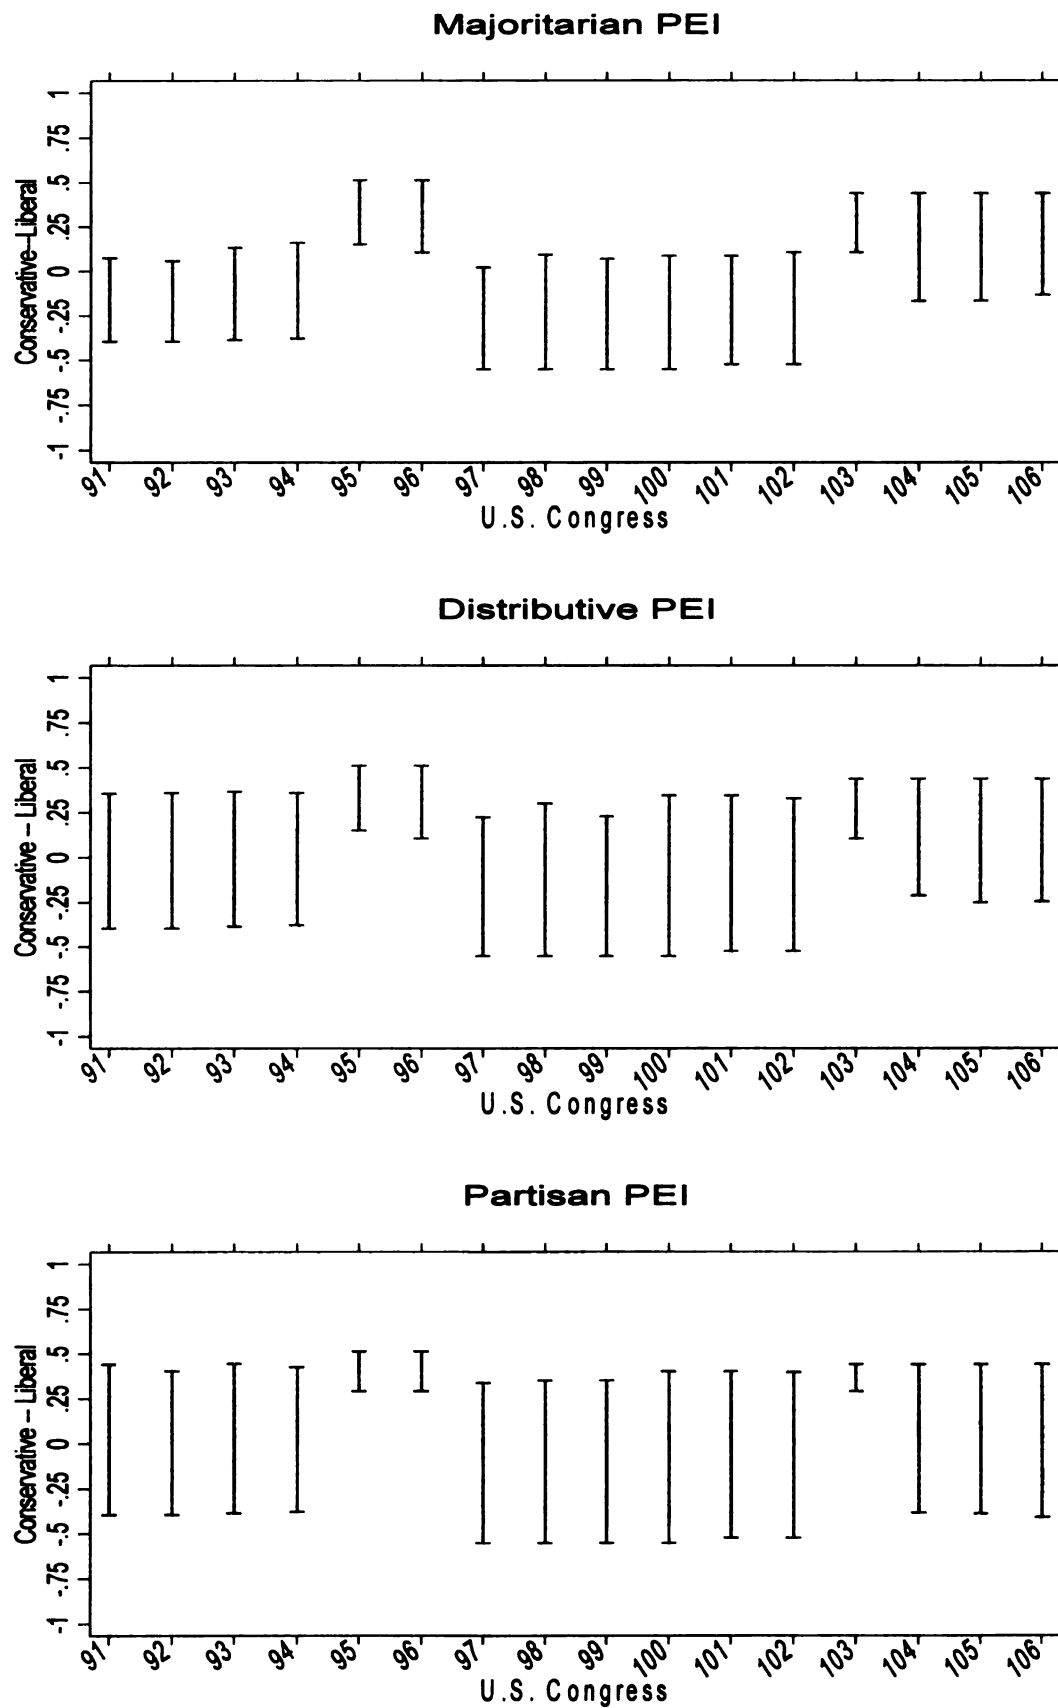 Majoritarian PEI
Conservative--Liberal
1
.75
.5
.25
0
-.25
-.5
-.75
-1
91 92 93 94 95 96 97 98 99 100 101 102 103 104 105 106
U.S. Congress
Distributive PEI
Conservative -- Liberal
1
.75
.5
.25
0
-.25
-.5
-.75
-1
91 92 93 94 95 96 97 98 99 100 101 102 103 104 105 106
U.S. Congress
Partisan PEI
Conservative -- Liberal
1
.75
.5
.25
0
-.25
-.5
-.75
-1
91 92 93 94 95 96 97 98 99 100 101 102 103 104 105 106
U.S. Congress